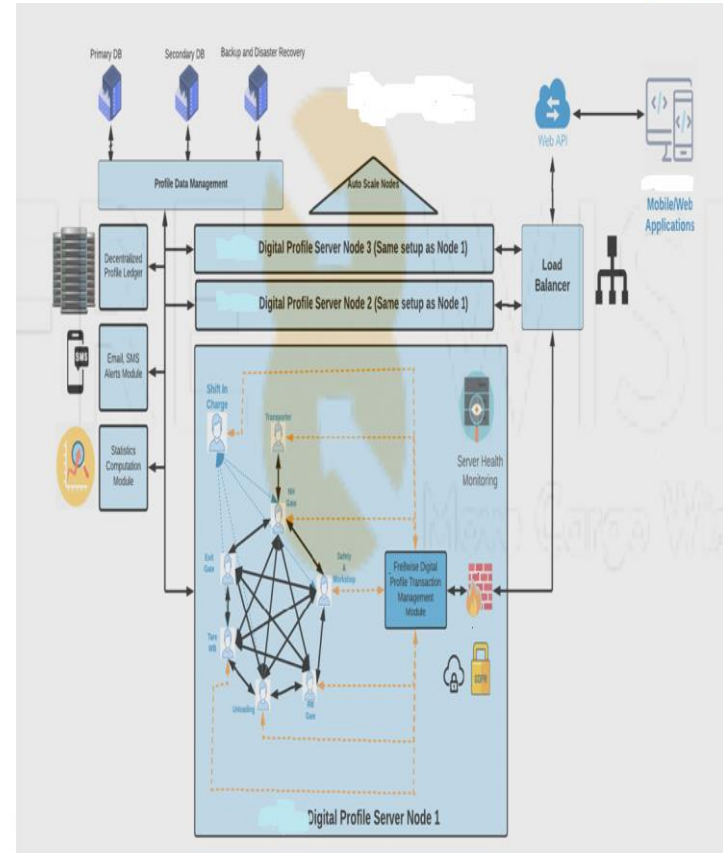 Primary DB
Secondary DB
Backup and Disaster Recovery
Web API
Mobile/Web
Applications
Profile Data Management
Auto Scale Nodes
Decentralized
Profile Ledger
Digital Profile Server Node 3 (Same setup as Node 1)
Load
Balancer
Digital Profile Server Node 2 (Same setup as Node 1)
SMS
Email, SMS
Alerts Module
Statistics
Computation
Module
Shift In
Charge
Transporter
Server Health
Monitoring
NH
Gate
Exit
Gate
Safety
&
Workshop
Tare
WB
Unloading
Gate
Frei8wise Digital
Profile Transaction
Management
Module
GDPR
Digital Profile Server Node 1